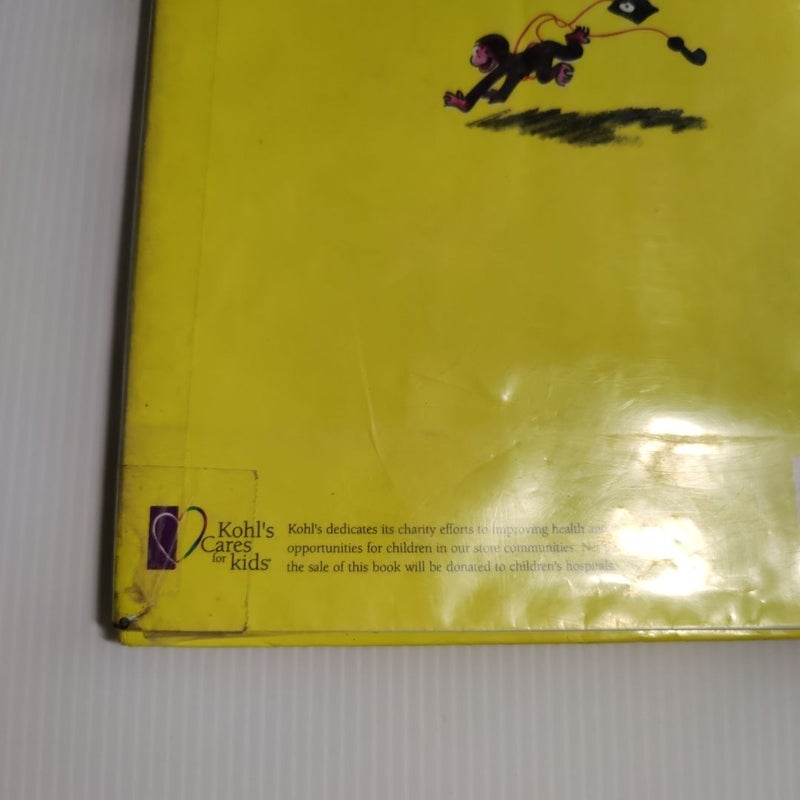 Kohl's
Cares
for
kids
Kohl's dedicates its charity efforts to improving health and
opportunities for children in our store communities. Ne
the sale of this book will be donated to children's hospitals.